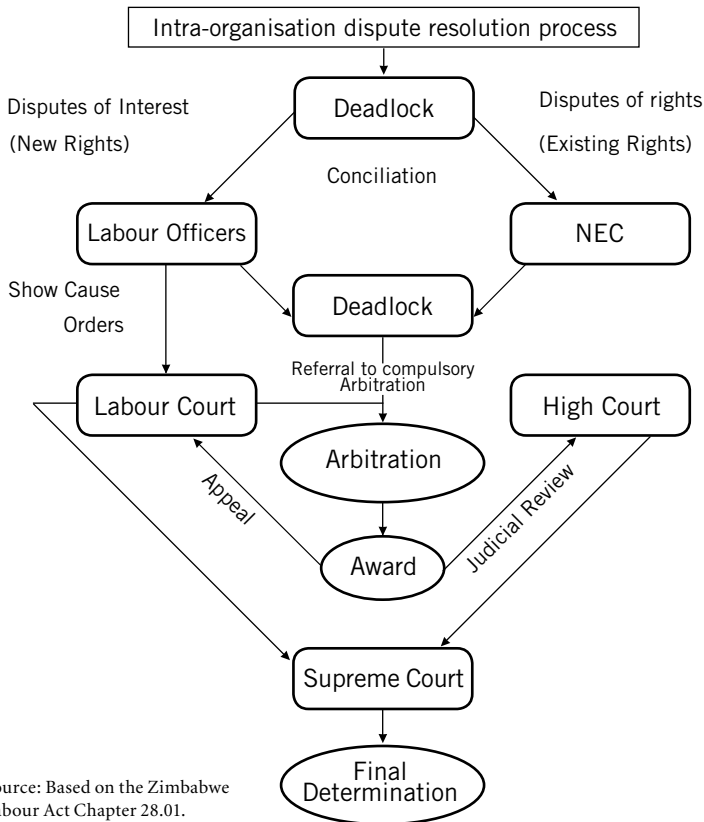 Intra-organisation dispute resolution process
Disputes of Interest
(New Rights)
Deadlock
Disputes of rights
(Existing Rights)
Conciliation
Labour Officers
NEC
Show Cause
Orders
Deadlock
Referral to compulsory
Arbitration
Labour Court
High Court
Arbitration
Appeal
Judicial Review
Award
Supreme Court
Final
Determination
ource: Based on the Zimbabwe
abour Act Chapter 28.01.